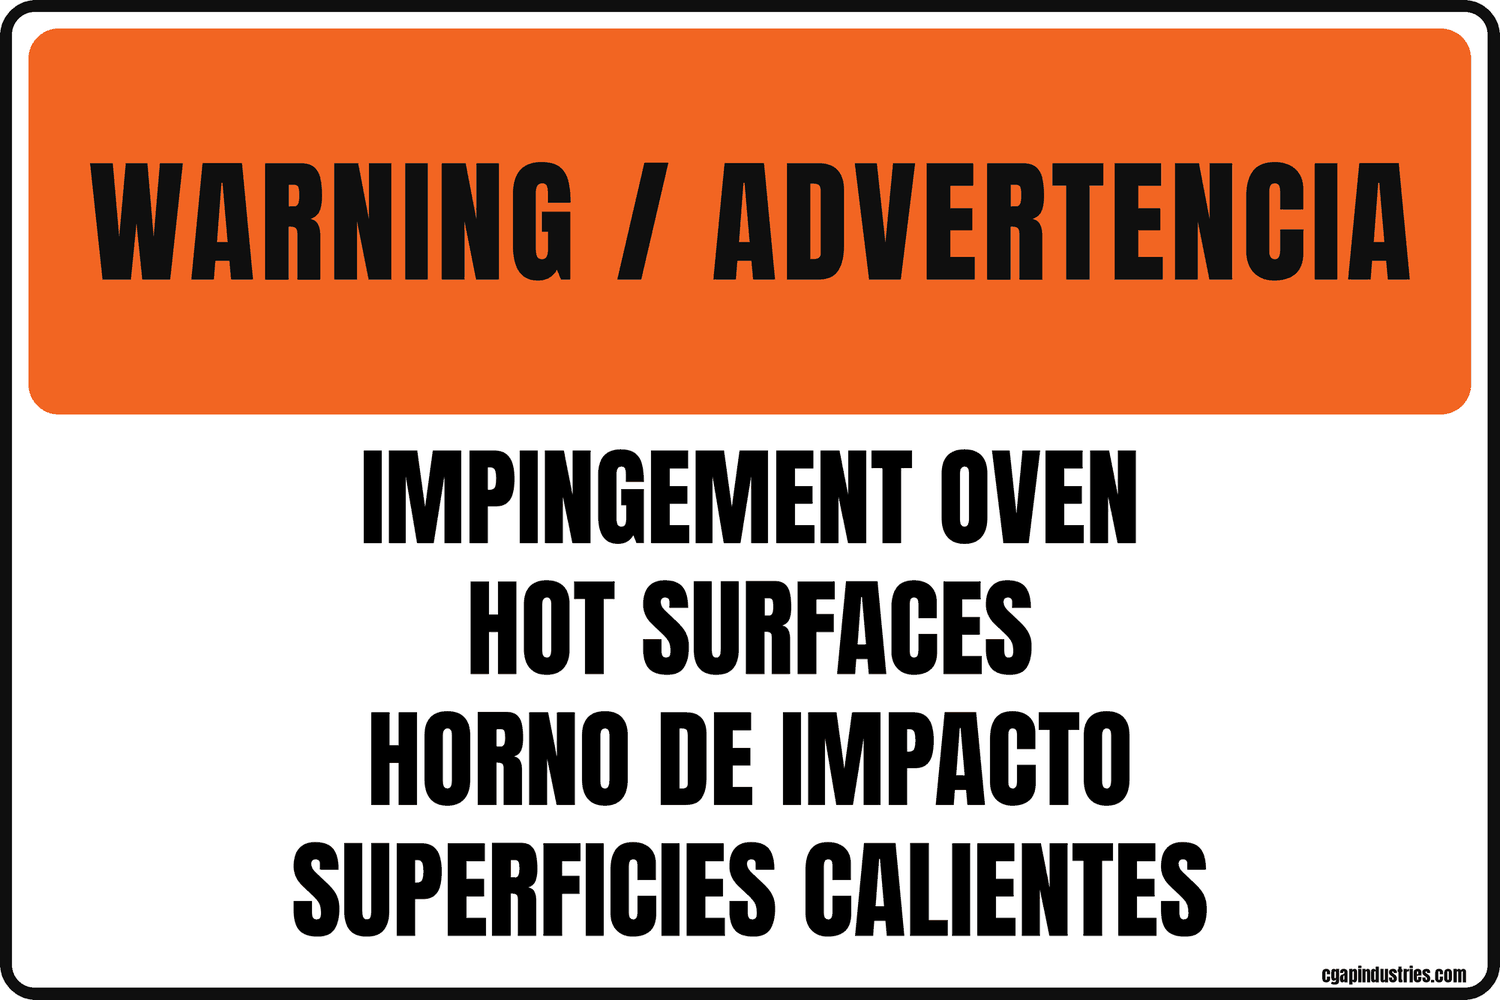 WARNING / ADVERTENCIA
IMPINGEMENT OVEN
HOT SURFACES
HORNO DE IMPACTO
SUPERFICIES CALIENTES
cgapindustries.com